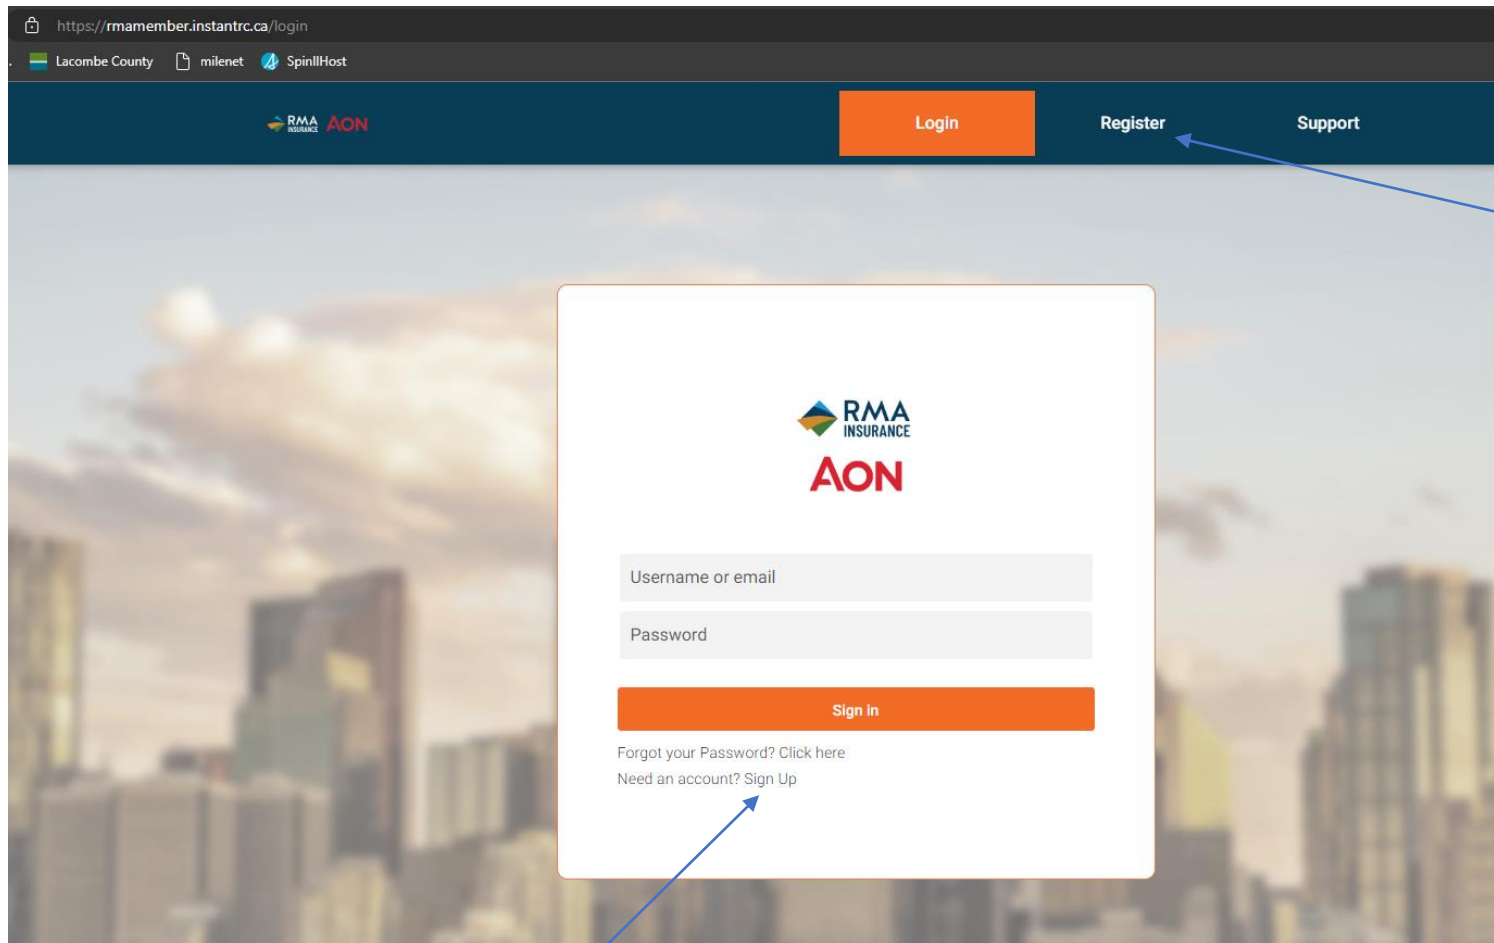 https://rmamember.instantrc.ca/login
. Lacombe County milenet SpinllHost
RMA INSURANCE AON Login Register Support
RMA
INSURANCE
AON
Username or email
Password
Sign in
Forgot your Password? Click here
Need an account? Sign Up